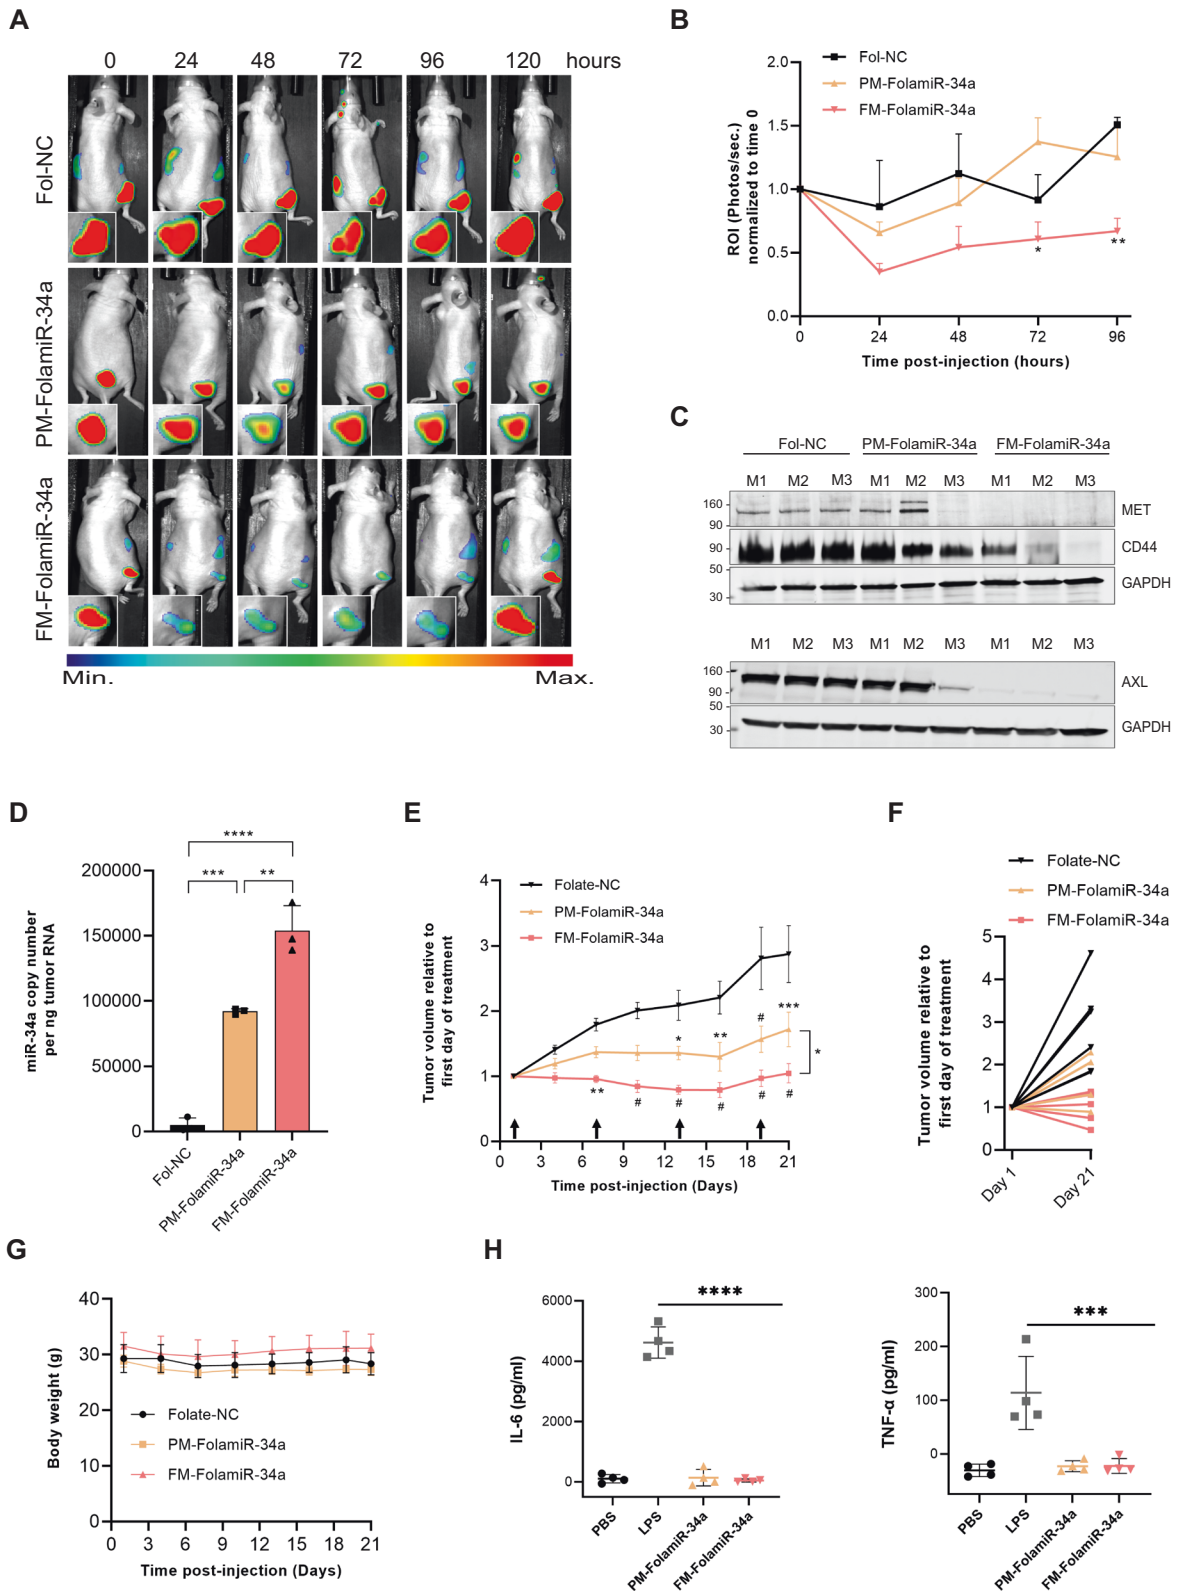 A
0 24 48 72 96 120 hours
Fol-NC
PM-FolamiR-34a
FM-FolamiR-34a
Min. Max.
B
Fol-NC
PM-FolamiR-34a
FM-FolamiR-34a
ROI (Photos/sec.)
normalized to time 0
2.0
1.5
1.0
0.5
0.0
*
**
0 24 48 72 96
Time post-injection (hours)
C
Fol-NC PM-FolamiR-34a FM-FolamiR-34a
M1 M2 M3 M1 M2 M3 M1 M2 M3
160
90
MET
90
CD44
50
30
GAPDH
M1 M2 M3 M1 M2 M3 M1 M2 M3
160
90
AXL
50
30
GAPDH
D
miR-34a copy number
per ng tumor RNA
200000
150000
100000
50000
0
****
*** **
Fol-NC
PM-FolamiR-34a
FM-FolamiR-34a
E
Folate-NC
PM-FolamiR-34a
FM-FolamiR-34a
Tumor volume relative to
first day of treatment
4
3
2
1
0
* ** # ***
*
** # # # # #
0 3 6 9 12 15 18 21
Time post-injection (Days)
F
Folate-NC
PM-FolamiR-34a
FM-FolamiR-34a
Tumor volume relative to
first day of treatment
5
4
3
2
1
0
Day 1 Day 21
G
Body weight (g)
40
30
20
10
0
Folate-NC
PM-FolamiR-34a
FM-FolamiR-34a
0 3 6 9 12 15 18 21
Time post-injection (Days)
H
IL-6 (pg/ml)
6000
4000
2000
0
****
PBS
LPS
PM-FolamiR-34a
FM-FolamiR-34a
TNF-α (pg/ml)
300
200
100
0
***
PBS
LPS
PM-FolamiR-34a
FM-FolamiR-34a